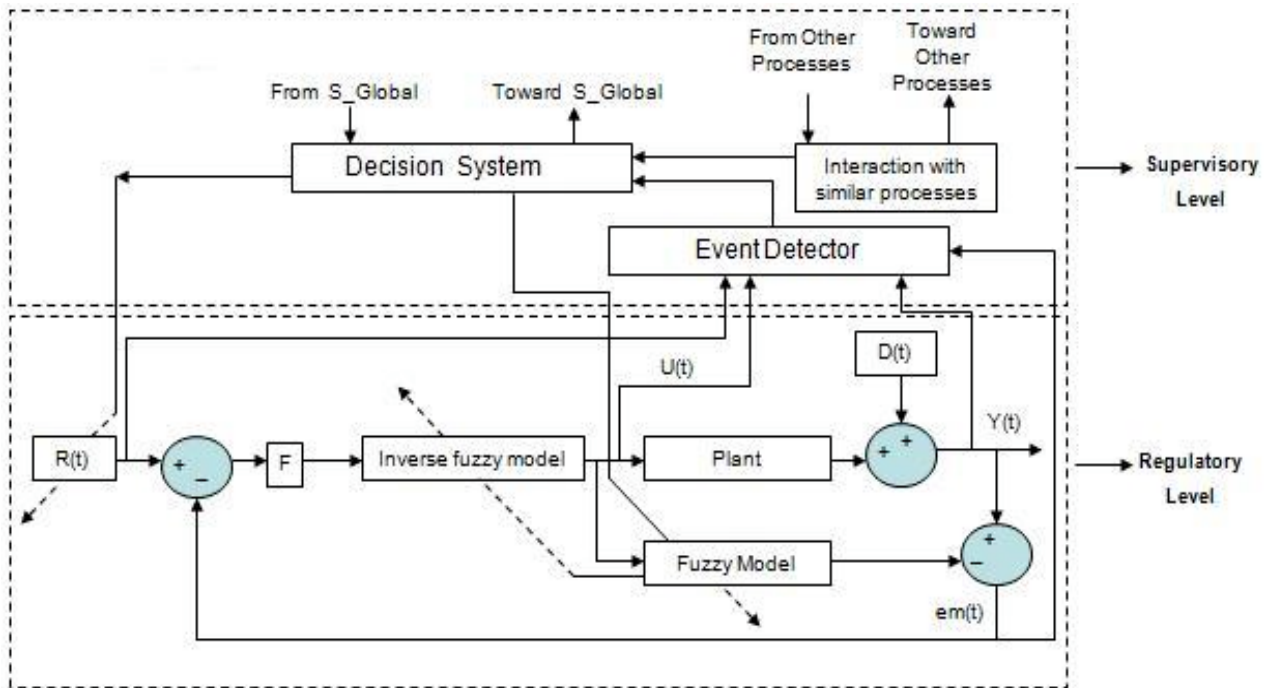 From Other
Processes
Toward
Other
Processes
From S_Global
Toward S_Global
Decision System
Interaction with
similar processes
Supervisory
Level
Event Detector
D(t)
U(t)
Y(t)
R(t)
+
−
F
Inverse fuzzy model
Plant
+
+
Regulatory
Level
+
−
Fuzzy Model
em(t)